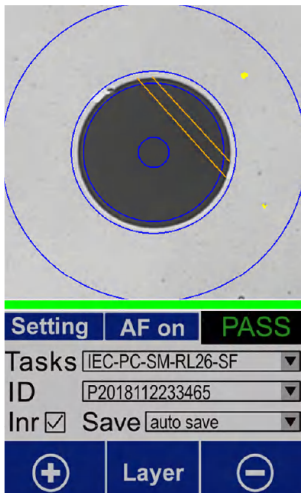 Setting AF on PASS
Tasks IEC-PC-SM-RL26-SF
ID P2018112233465
Inr Save auto save
Layer